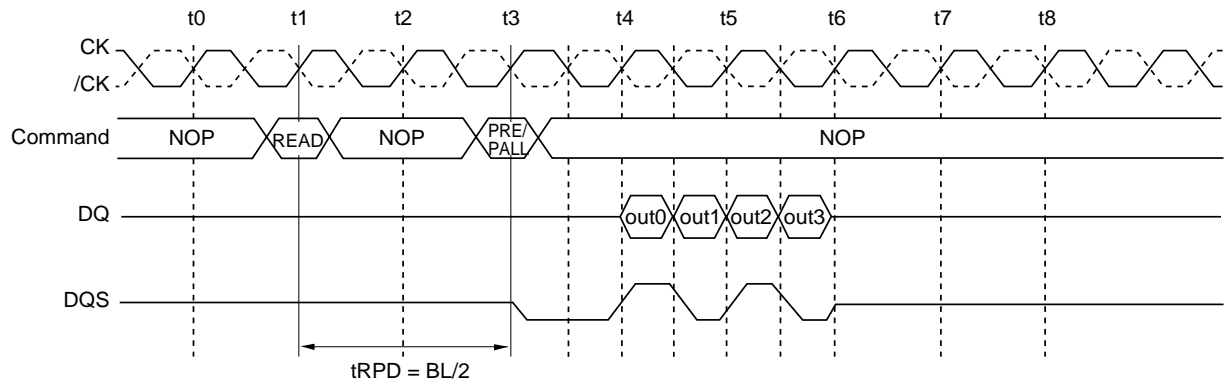 t0 t1 t2 t3 t4 t5 t6 t7 t8
CK
/CK
Command NOP READ NOP PRE/ PALL NOP
DQ out0 out1 out2 out3
DQS
tRPD = BL/2